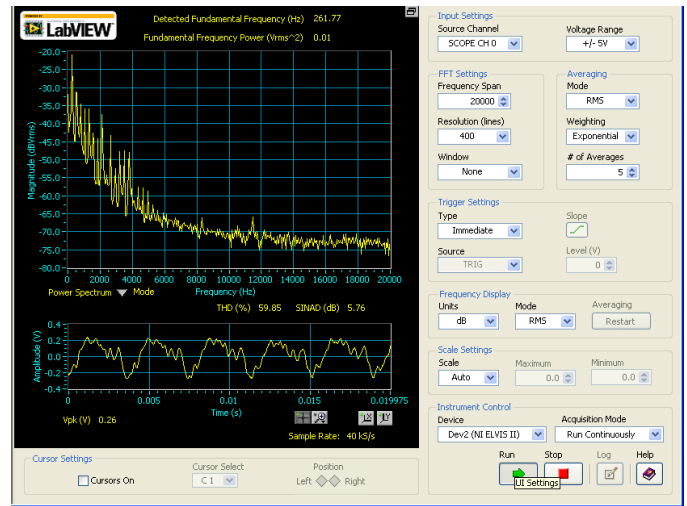 Detected Fundamental Frequency (Hz) 261.77
LabVIEW
Fundamental Frequency Power (Vrms^2) 0.01
Magnitude (dBVrms)
-20.0
-25.0
-30.0
-35.0
-40.0
-45.0
-50.0
-55.0
-60.0
-65.0
-70.0
-75.0
-80.0
0 2000 4000 6000 8000 10000 12000 14000 16000 18000 20000
Power Spectrum Mode Frequency (Hz)
THD (%) 59.85 SINAD (dB) 5.76
Amplitude (V)
0.4
0.2
0.0
-0.2
-0.4
0 0.005 0.01 0.015 0.019975
Time (s)
Vpk (V) 0.26
Sample Rate: 40 kS/s
Cursor Settings
Cursors On
Cursor Select
C 1
Position
Left Right
Input Settings
Source Channel Voltage Range
SCOPE CH 0 +/- 5V
FFT Settings
Frequency Span
20000
Resolution (lines)
400
Window
None
Averaging
Mode
RMS
Weighting
Exponential
# of Averages
5
Trigger Settings
Type Slope
Immediate
Source Level (V)
TRIG 0
Frequency Display
Units Mode Averaging
dB RMS Restart
Scale Settings
Scale Maximum Minimum
Auto 0.0 0.0
Instrument Control
Device Acquisition Mode
Dev2 (NI ELVIS II) Run Continuously
Run Stop Log Help
UI Settings